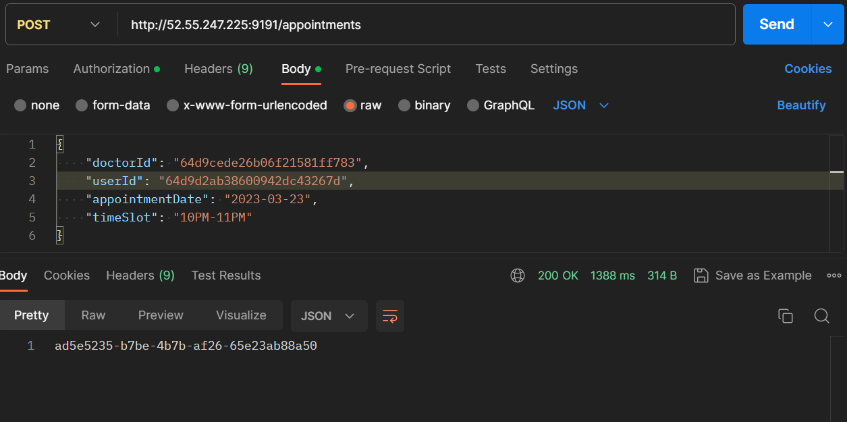 POST http://52.55.247.225:9191/appointments Send
Params Authorization Headers (9) Body Pre-request Script Tests Settings Cookies
none form-data x-www-form-urlencoded raw binary GraphQL JSON Beautify
1 {
2 "doctorId": "64d9cede26b06f21581ff783",
3 "userId": "64d9d2ab38600942dc43267d",
4 "appointmentDate": "2023-03-23",
5 "timeSlot": "10PM-11PM"
6 }
Body Cookies Headers (9) Test Results 200 OK 1388 ms 314 B Save as Example
Pretty Raw Preview Visualize JSON
1 ad5e5235-b7be-4b7b-af26-65e23ab88a50